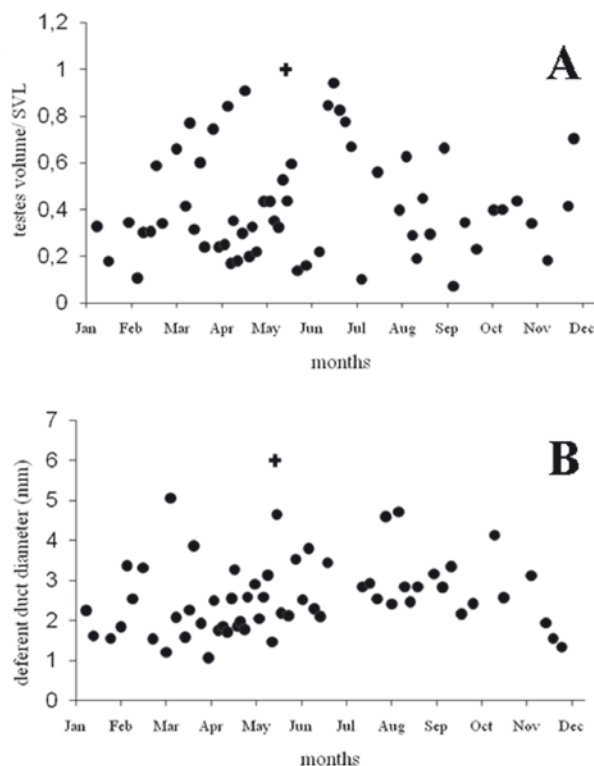 1,2
A
1
0,8
0,6
0,4
0,2
0
testes volume/ SVL
Jan Feb Mar Apr May Jun Jul Aug Sep Oct Nov Dec
months
7
B
6
5
4
3
2
1
0
deferent duct diameter (mm)
Jan Feb Mar Apr May Jun Jul Aug Sep Oct Nov Dec
months